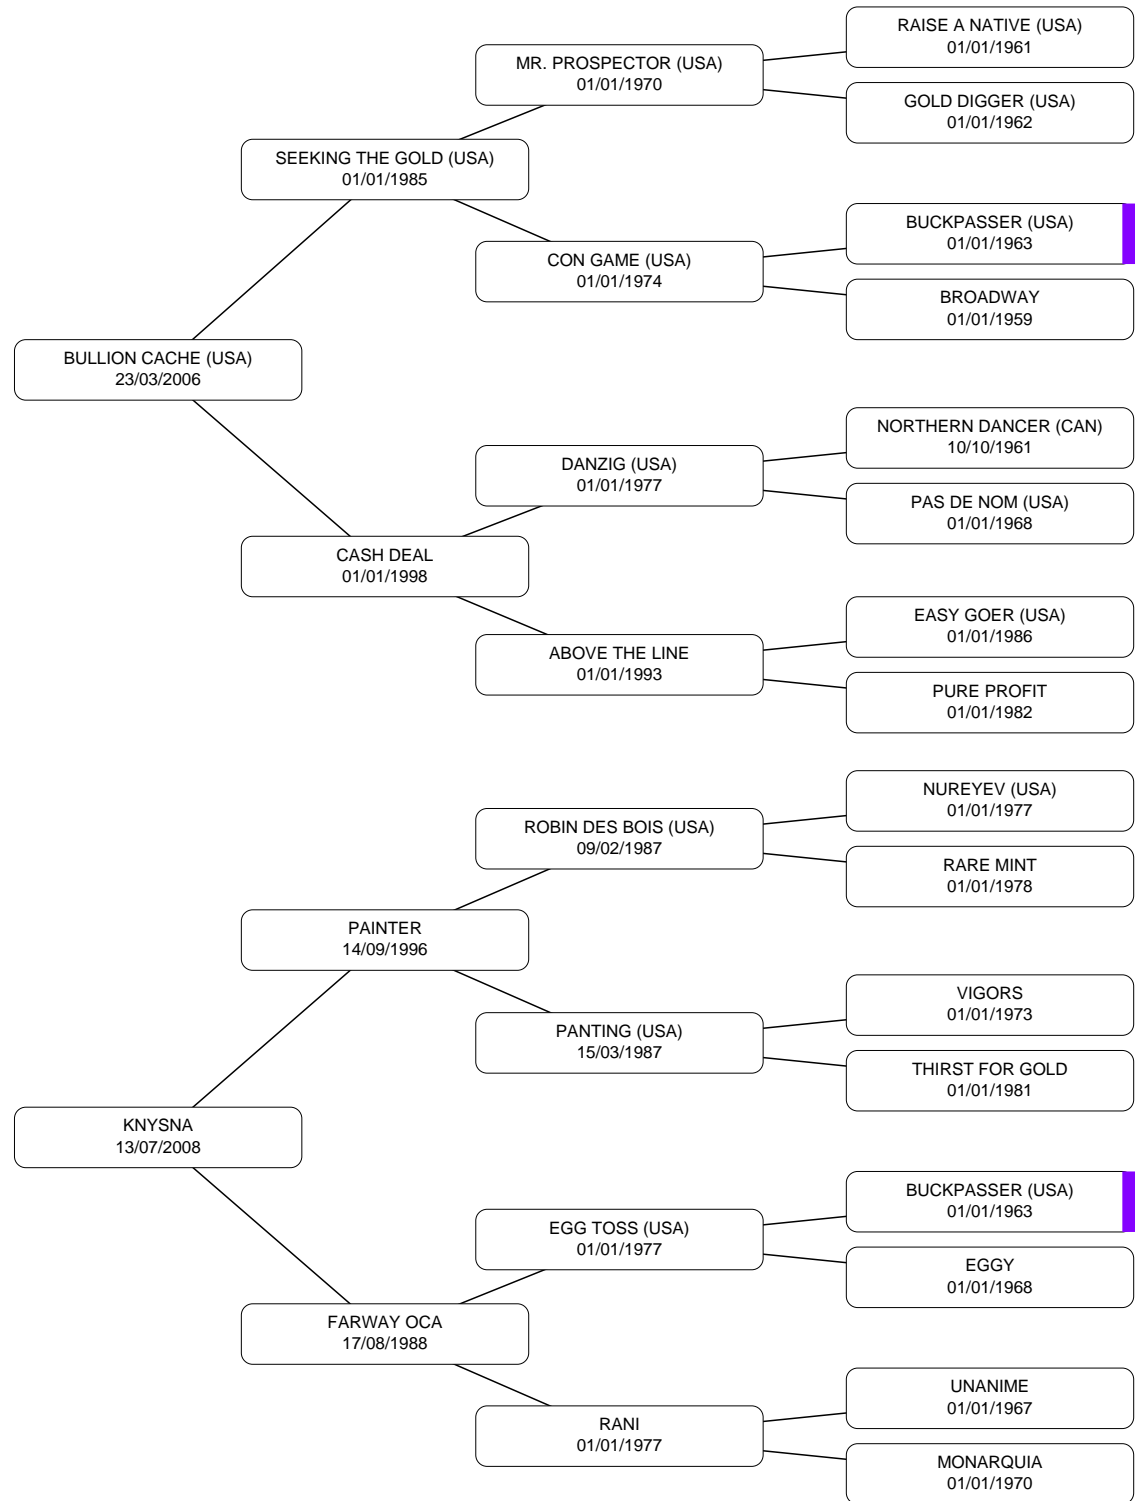 RAISE A NATIVE (USA)
01/01/1961
MR. PROSPECTOR (USA)
01/01/1970
GOLD DIGGER (USA)
01/01/1962
SEEKING THE GOLD (USA)
01/01/1985
BUCKPASSER (USA)
01/01/1963
CON GAME (USA)
01/01/1974
BROADWAY
01/01/1959
BULLION CACHE (USA)
23/03/2006
NORTHERN DANCER (CAN)
10/10/1961
DANZIG (USA)
01/01/1977
PAS DE NOM (USA)
01/01/1968
CASH DEAL
01/01/1998
EASY GOER (USA)
01/01/1986
ABOVE THE LINE
01/01/1993
PURE PROFIT
01/01/1982
NUREYEV (USA)
01/01/1977
ROBIN DES BOIS (USA)
09/02/1987
RARE MINT
01/01/1978
PAINTER
14/09/1996
VIGORS
01/01/1973
PANTING (USA)
15/03/1987
THIRST FOR GOLD
01/01/1981
KNYSNA
13/07/2008
BUCKPASSER (USA)
01/01/1963
EGG TOSS (USA)
01/01/1977
EGGY
01/01/1968
FARWAY OCA
17/08/1988
UNANIME
01/01/1967
RANI
01/01/1977
MONARQUIA
01/01/1970